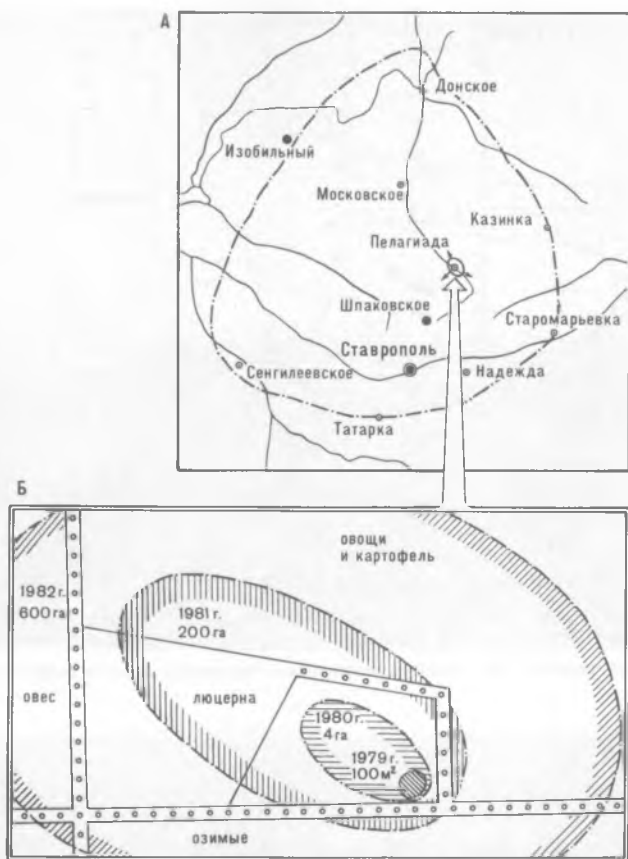 А
Донское
Изобильный
Московское
Казинка
Пелагиада
Шпаковское
Старомарьевка
Ставрополь
Сенгилеевское
Надежда
Татарка
Б
овощи
и картофель
1982 г.
600 га
1981 г.
200 га
овес
люцерна
1980 г.
4 га
1979 г.
100 м²
озимые